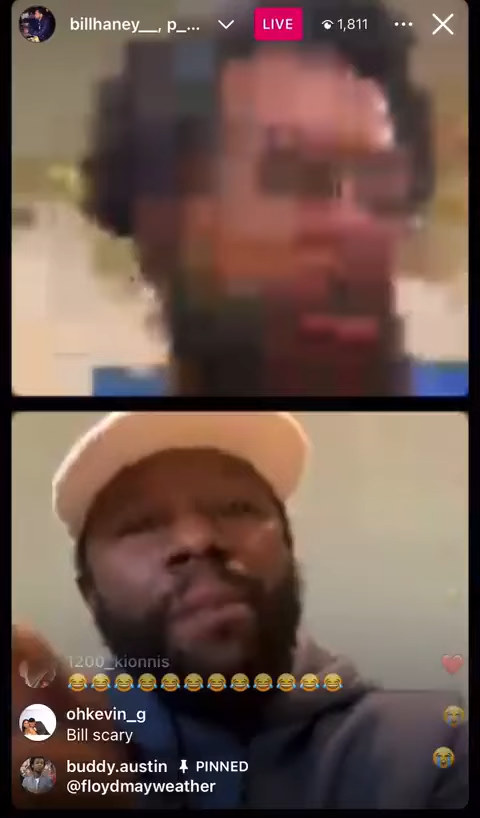 billhaney__, p_...
LIVE
1,811
1200_kionnis
😂😂😂😂😂😂😂😂😂😂😂😂
ohkevin_g
Bill scary
buddy.austin PINNED
@floydmayweather